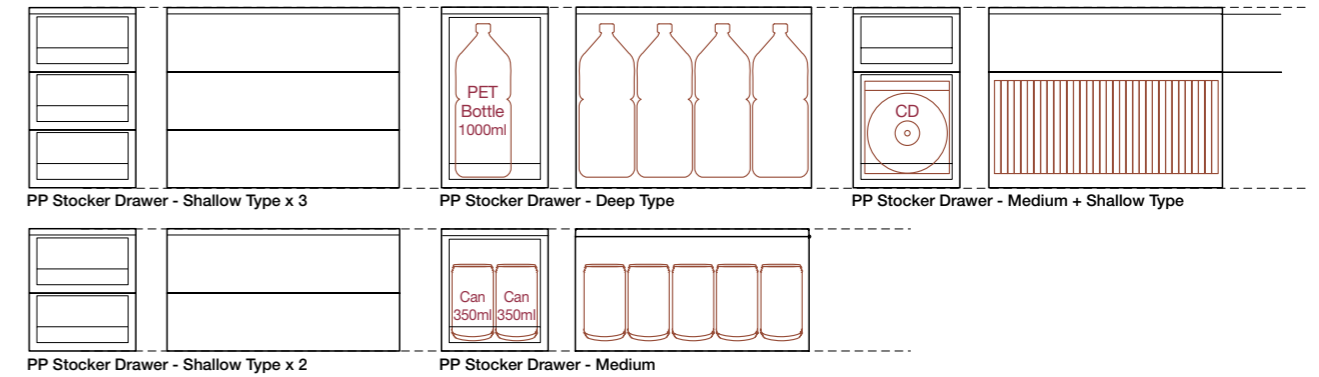 PET
Bottle
1000ml
CD
PP Stocker Drawer - Shallow Type x 3
PP Stocker Drawer - Deep Type
PP Stocker Drawer - Medium + Shallow Type
Can
350ml
Can
350ml
PP Stocker Drawer - Shallow Type x 2
PP Stocker Drawer - Medium